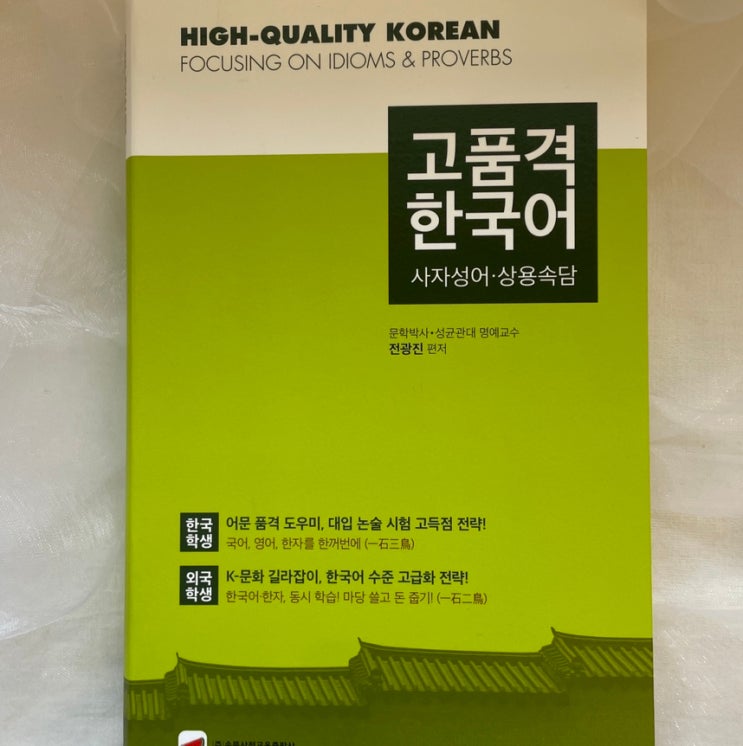 HIGH-QUALITY KOREAN
FOCUSING ON IDIOMS & PROVERBS
고품격
한국어
사자성어·상용속담
문학박사•성균관대 명예교수
전광진 편저
한국
학생
어문 품격 도우미, 대입 논술 시험 고득점 전략!
국어, 영어, 한자를 한꺼번에 (一石三鳥)
외국
학생
K-문화 길라잡이, 한국어 수준 고급화 전략!
한국어·한자, 동시 학습! 마당 쓸고 돈 줍기! (一石二鳥)